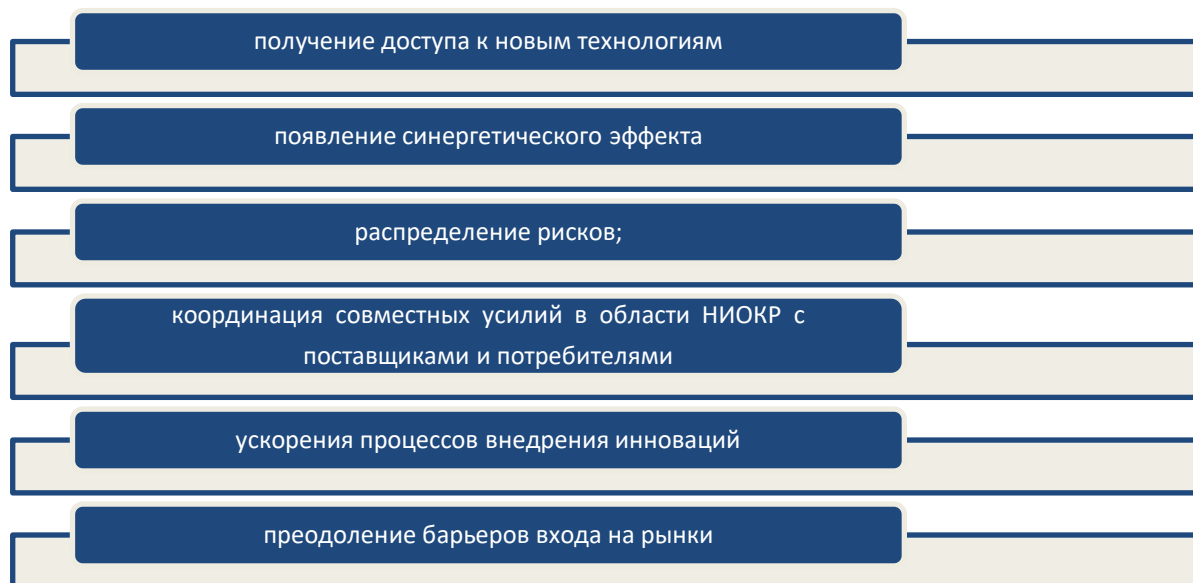 получение доступа к новым технологиям
появление синергетического эффекта
распределение рисков;
координация совместных усилий в области НИОКР с
поставщиками и потребителями
ускорения процессов внедрения инноваций
преодоление барьеров входа на рынки